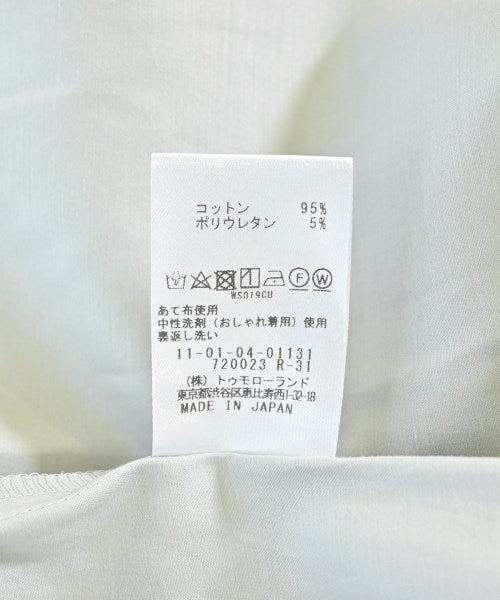 コットン 95%
ポリウレタン 5%
F W
WS019CU
あて布使用
中性洗剤（おしゃれ着用）使用
裏返し洗い
11-01-04-01131
720023 R-31
（株）トゥモローランド
東京都渋谷区恵比寿西1-32-18
MADE IN JAPAN